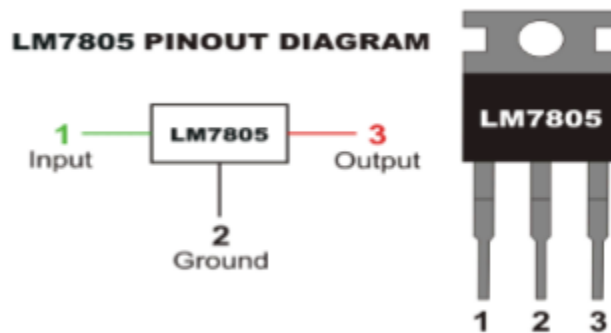 LM7805 PINOUT DIAGRAM
1
Input
LM7805
3
Output
2
Ground
LM7805
1 2 3